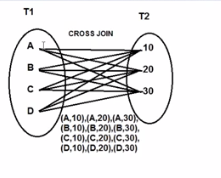 T1
T2
CROSS JOIN
A
B
C
D
10
20
30
(A,10),(A,20),(A,30),
(B,10),(B,20),(B,30),
(C,10),(C,20),(C,30),
(D,10),(D,20),(D,30)